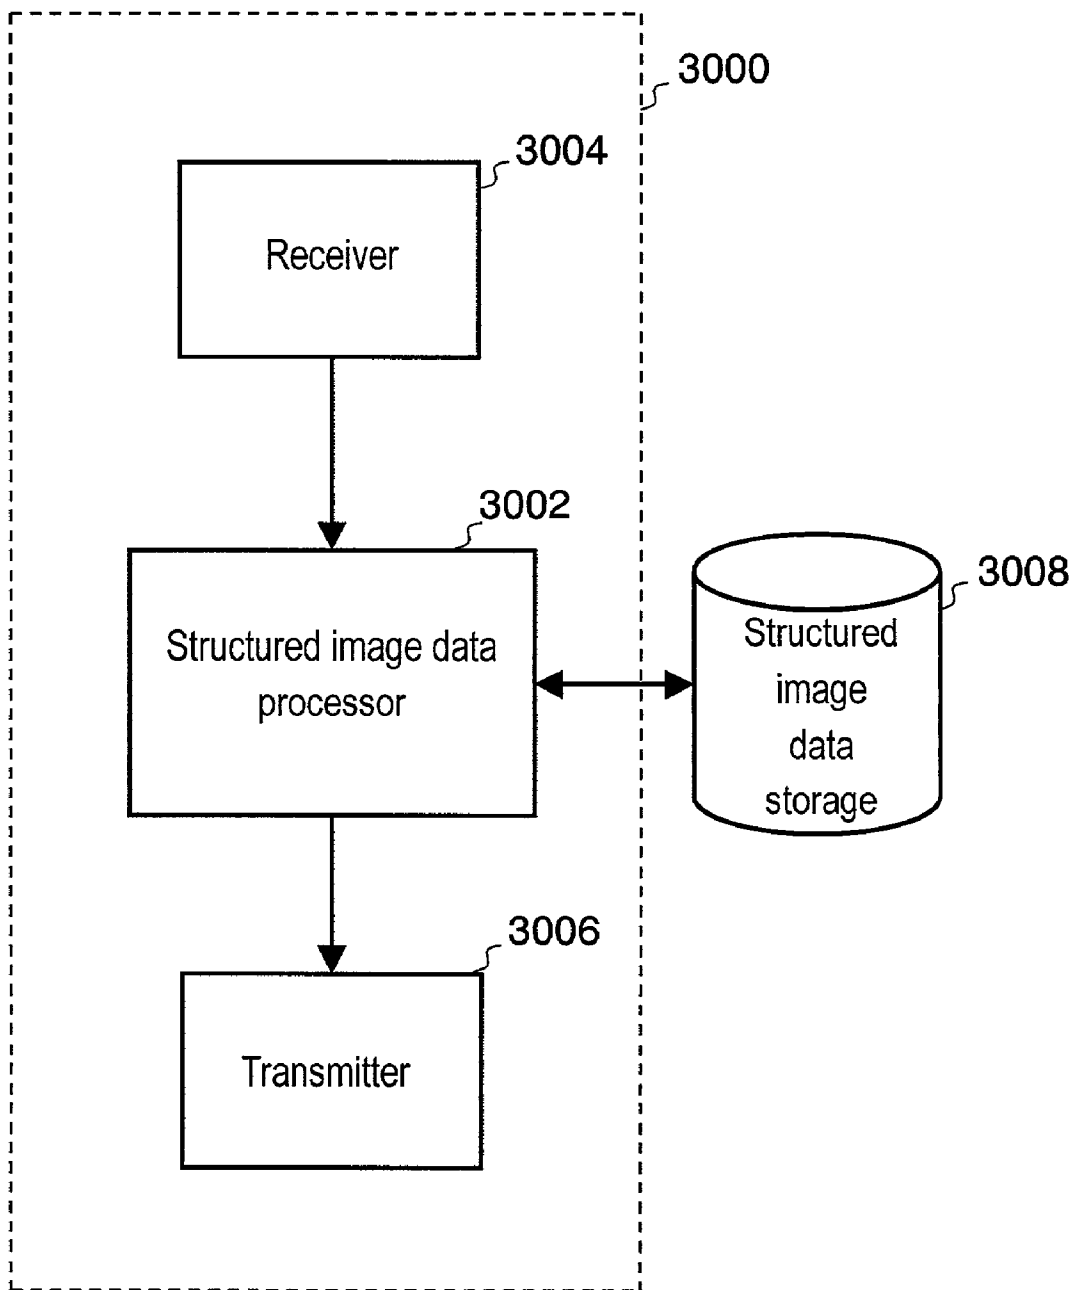 3000
3004
Receiver
3002
Structured image data
processor
3008
Structured
image
data
storage
3006
Transmitter